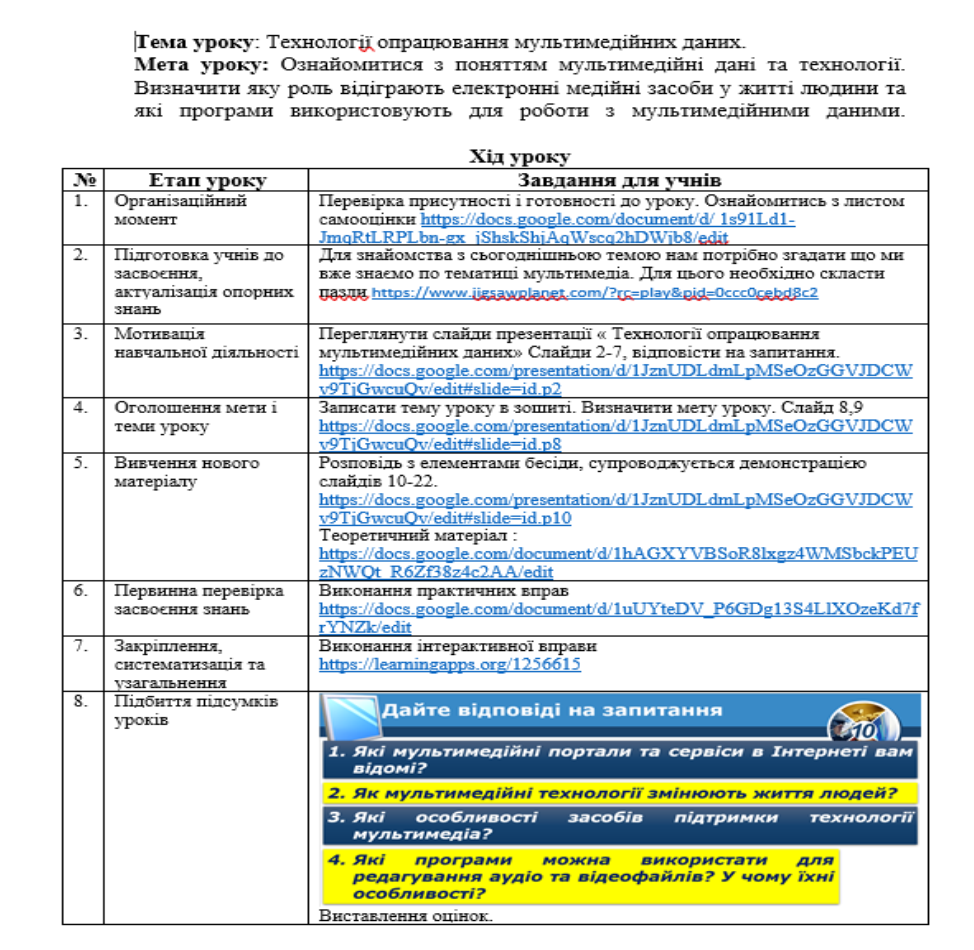 Тема уроку: Технології опрацювання мультимедійних даних.
Мета уроку: Ознайомитися з поняттям мультимедійні дані та технології.
Визначити яку роль відіграють електронні медійні засоби у житті людини та
які програми використовують для роботи з мультимедійними даними.
Хід уроку
№ Етап уроку Завдання для учнів
1. Організаційний момент
Перевірка присутності і готовності до уроку. Ознайомитись з листом
самооцінки https://docs.google.com/document/d/ 1s91Ld1-
JmqRtLRPLbn-gx_jShskShjAqWscq2hDWjb8/edit
2. Підготовка учнів до
засвоєння,
актуалізація опорних
знань
Для знайомства з сьогоднішньою темою нам потрібно згадати що ми
вже знаємо по тематиці мультимедіа. Для цього необхідно скласти
пазли https://www.jigsawplanet.com/?rc=play&pid=0ccc0cebd8c2
3. Мотивація
навчальної діяльності
Переглянути слайди презентації « Технології опрацювання
мультимедійних даних» Слайди 2-7, відповісти на запитання.
https://docs.google.com/presentation/d/1JznUDLdmLpMSeOzGGVJDCW
v9TjGwcuQv/edit#slide=id.p2
4. Оголошення мети і
теми уроку
Записати тему уроку в зошиті. Визначити мету уроку. Слайд 8,9
https://docs.google.com/presentation/d/1JznUDLdmLpMSeOzGGVJDCW
v9TjGwcuQv/edit#slide=id.p8
5. Вивчення нового
матеріалу
Розповідь з елементами бесіди, супроводжується демонстрацією
слайдів 10-22.
https://docs.google.com/presentation/d/1JznUDLdmLpMSeOzGGVJDCW
v9TjGwcuQv/edit#slide=id.p10
Теоретичний матеріал :
https://docs.google.com/document/d/1hAGXYVBSoR8lxgz4WMSbckPEU
zNWQt_R6Zf38z4c2AA/edit
6. Первинна перевірка
засвоєння знань
Виконання практичних вправ
https://docs.google.com/document/d/1uUYteDV_P6GDg13S4LlXOzeKd7f
rYNZk/edit
7. Закріплення,
систематизація та
узагальнення
Виконання інтерактивної вправи
https://learningapps.org/1256615
8. Підбиття підсумків
уроків
Дайте відповіді на запитання
10
1. Які мультимедійні портали та сервіси в Інтернеті вам
відомі?
2. Як мультимедійні технології змінюють життя людей?
3. Які особливості засобів підтримки технології
мультимедіа?
4. Які програми можна використати для
редагування аудіо та відеофайлів? У чому їхні
особливості?
Виставлення оцінок.